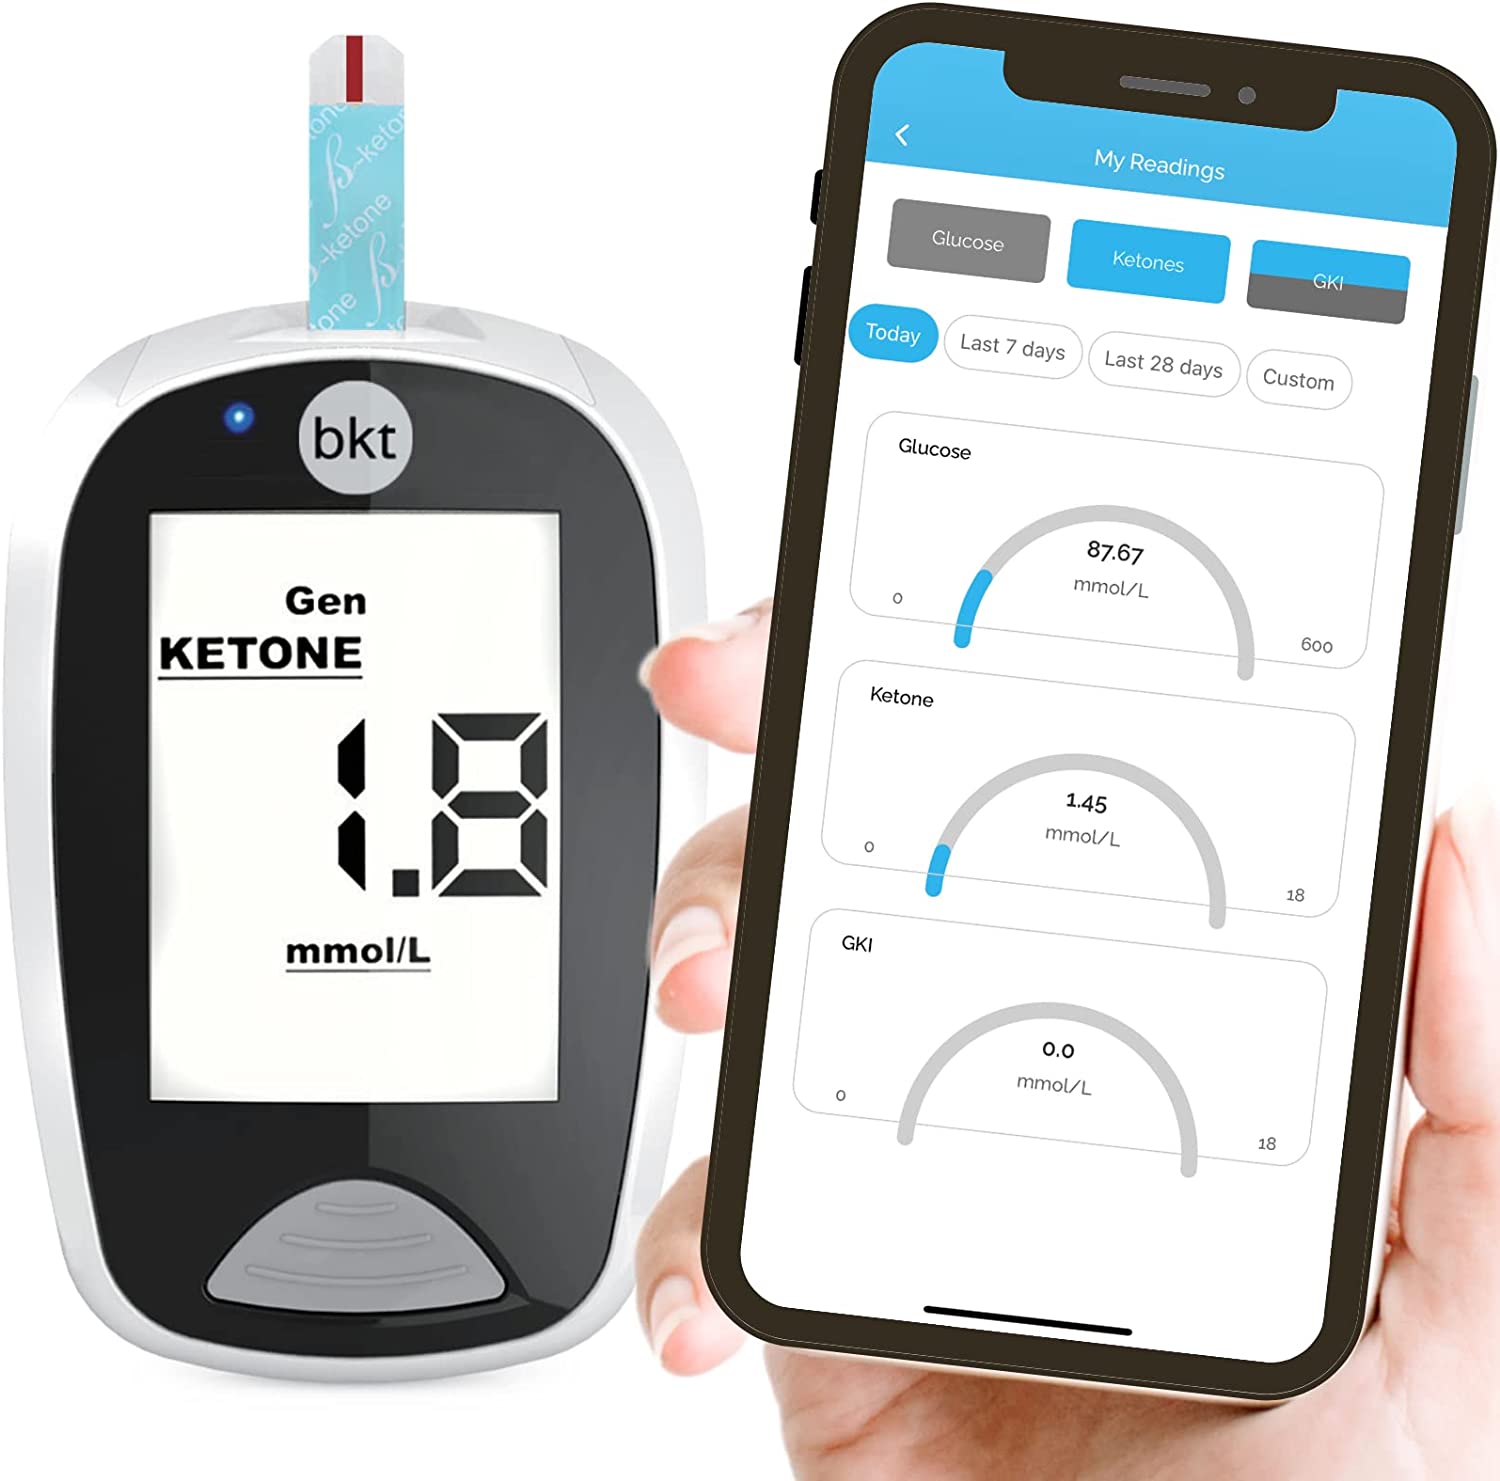 β-ketone
β-ketone
bkt
Gen
KETONE
1.8
mmol/L
My Readings
Glucose
Ketones
GKI
Today
Last 7 days
Last 28 days
Custom
Glucose
87.67
mmol/L
0
600
Ketone
1.45
mmol/L
0
18
GKI
0.0
mmol/L
0
18